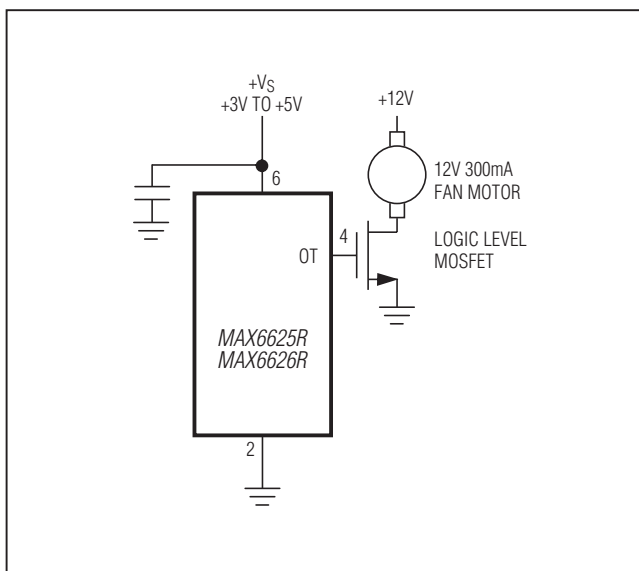 +VS
+3V TO +5V
+12V
6
12V 300mA
FAN MOTOR
4
OT
LOGIC LEVEL
MOSFET
MAX6625R
MAX6626R
2